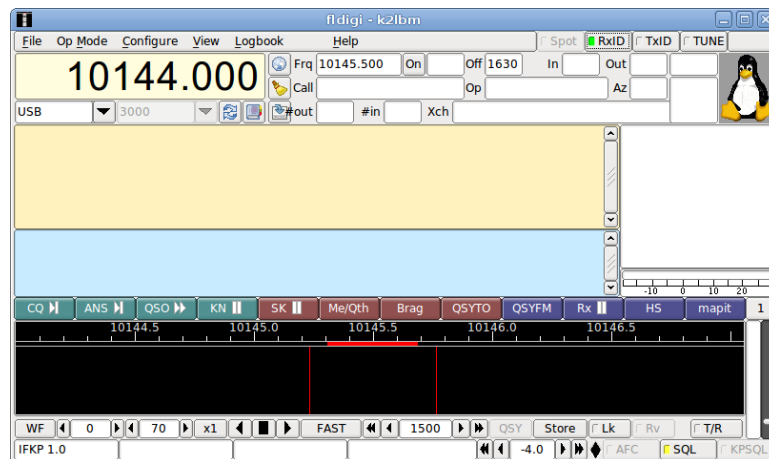 fldigi - k2lbm
File Op Mode Configure View Logbook Help Spot RxID TxID TUNE
10144.000 Frq 10145.500 On Off 1630 In Out
Call Op Az
USB 3000 #out #in Xch
-10 0 10 20
CQ ANS QSO KN SK Me/Qth Brag QSYTO QSYFM Rx HS mapit 1
10144.5 10145.0 10145.5 10146.0 10146.5
WF 0 70 x1 FAST 1500 QSY Store Lk Rv T/R
IFKP 1.0 -4.0 AFC SQL KPSQL